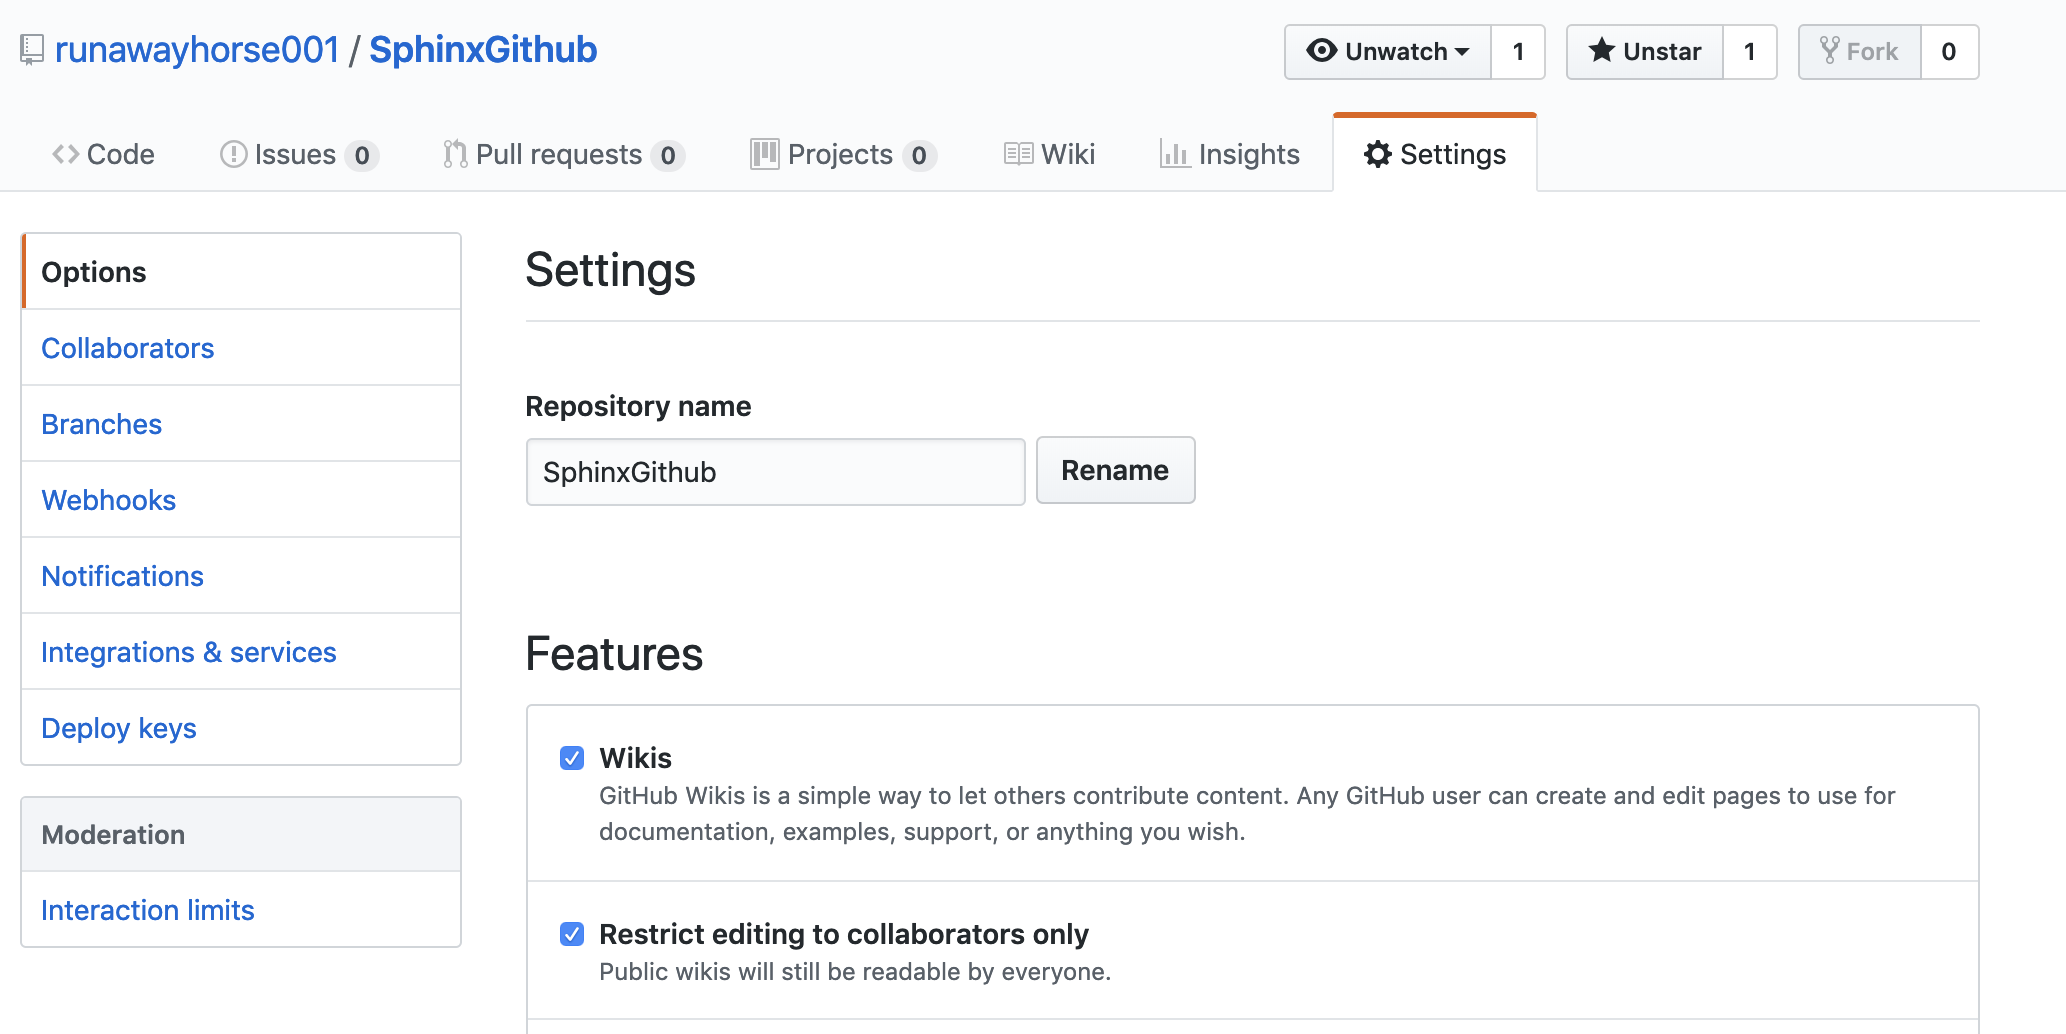 runawayhorse001 / SphinxGithub
Unwatch 1 Unstar 1 Fork 0
Code Issues 0 Pull requests 0 Projects 0 Wiki Insights Settings
Options
Collaborators
Branches
Webhooks
Notifications
Integrations & services
Deploy keys
Moderation
Interaction limits
Settings
Repository name
SphinxGithub Rename
Features
Wikis
GitHub Wikis is a simple way to let others contribute content. Any GitHub user can create and edit pages to use for
documentation, examples, support, or anything you wish.
Restrict editing to collaborators only
Public wikis will still be readable by everyone.